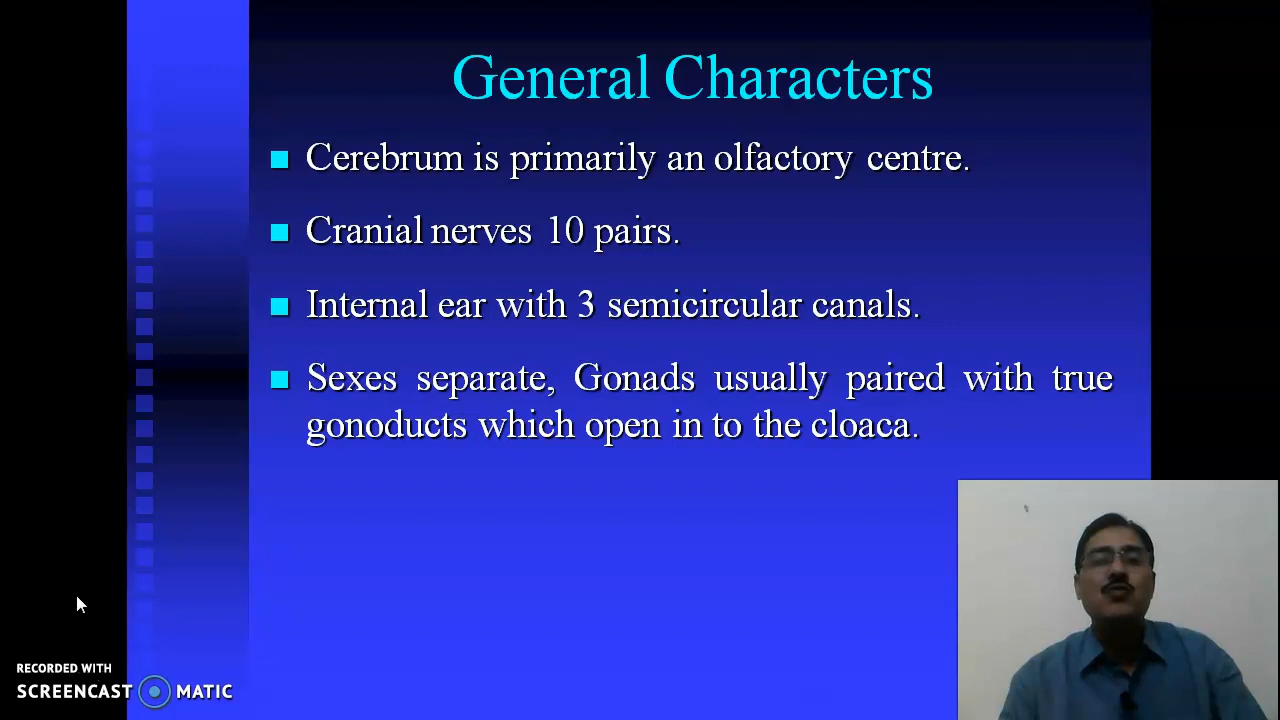 General Characters
Cerebrum is primarily an olfactory centre.
Cranial nerves 10 pairs.
Internal ear with 3 semicircular canals.
Sexes separate, Gonads usually paired with true
gonoducts which open in to the cloaca.
RECORDED WITH
SCREENCAST MATIC